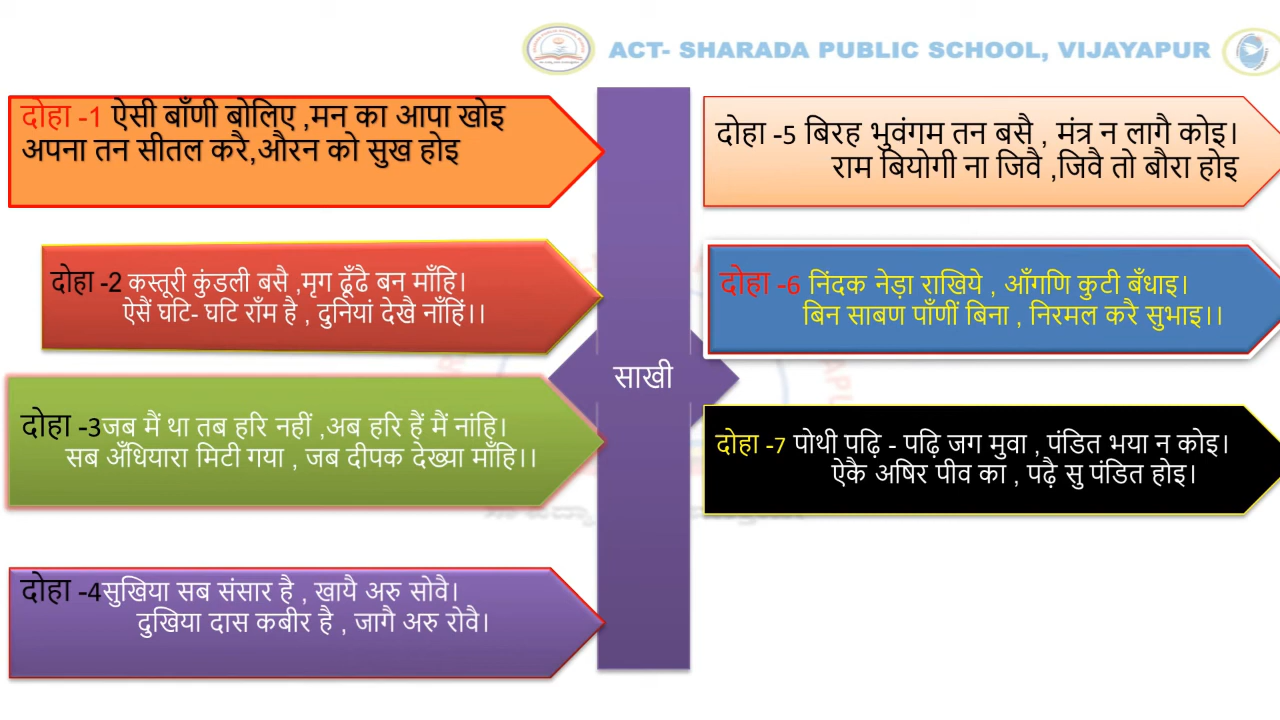 ACT- SHARADA PUBLIC SCHOOL, VIJAYAPUR
दोहा -1 ऐसी बाँणी बोलिए ,मन का आपा खोइ
अपना तन सीतल करै,औरन को सुख होइ
दोहा -2 कस्तूरी कुंडली बसै ,मृग ढूँढै बन माँहि।
ऐसैं घटि- घटि राँम है , दुनियां देखै नाँहिं।।
दोहा -3जब मैं था तब हरि नहीं ,अब हरि हैं मैं नांहि।
सब अँधियारा मिटी गया , जब दीपक देख्या माँहि।।
दोहा -4सुखिया सब संसार है , खायै अरु सोवै।
दुखिया दास कबीर है , जागै अरु रोवै।
साखी
दोहा -5 बिरह भुवंगम तन बसै , मंत्र न लागै कोइ।
राम बियोगी ना जिवै ,जिवै तो बौरा होइ
दोहा -6 निंदक नेड़ा राखिये , आँगणि कुटी बँधाइ।
बिन साबण पाँणीं बिना , निरमल करै सुभाइ।।
दोहा -7 पोथी पढ़ि - पढ़ि जग मुवा , पंडित भया न कोइ।
ऐकै अषिर पीव का , पढ़ै सु पंडित होइ।